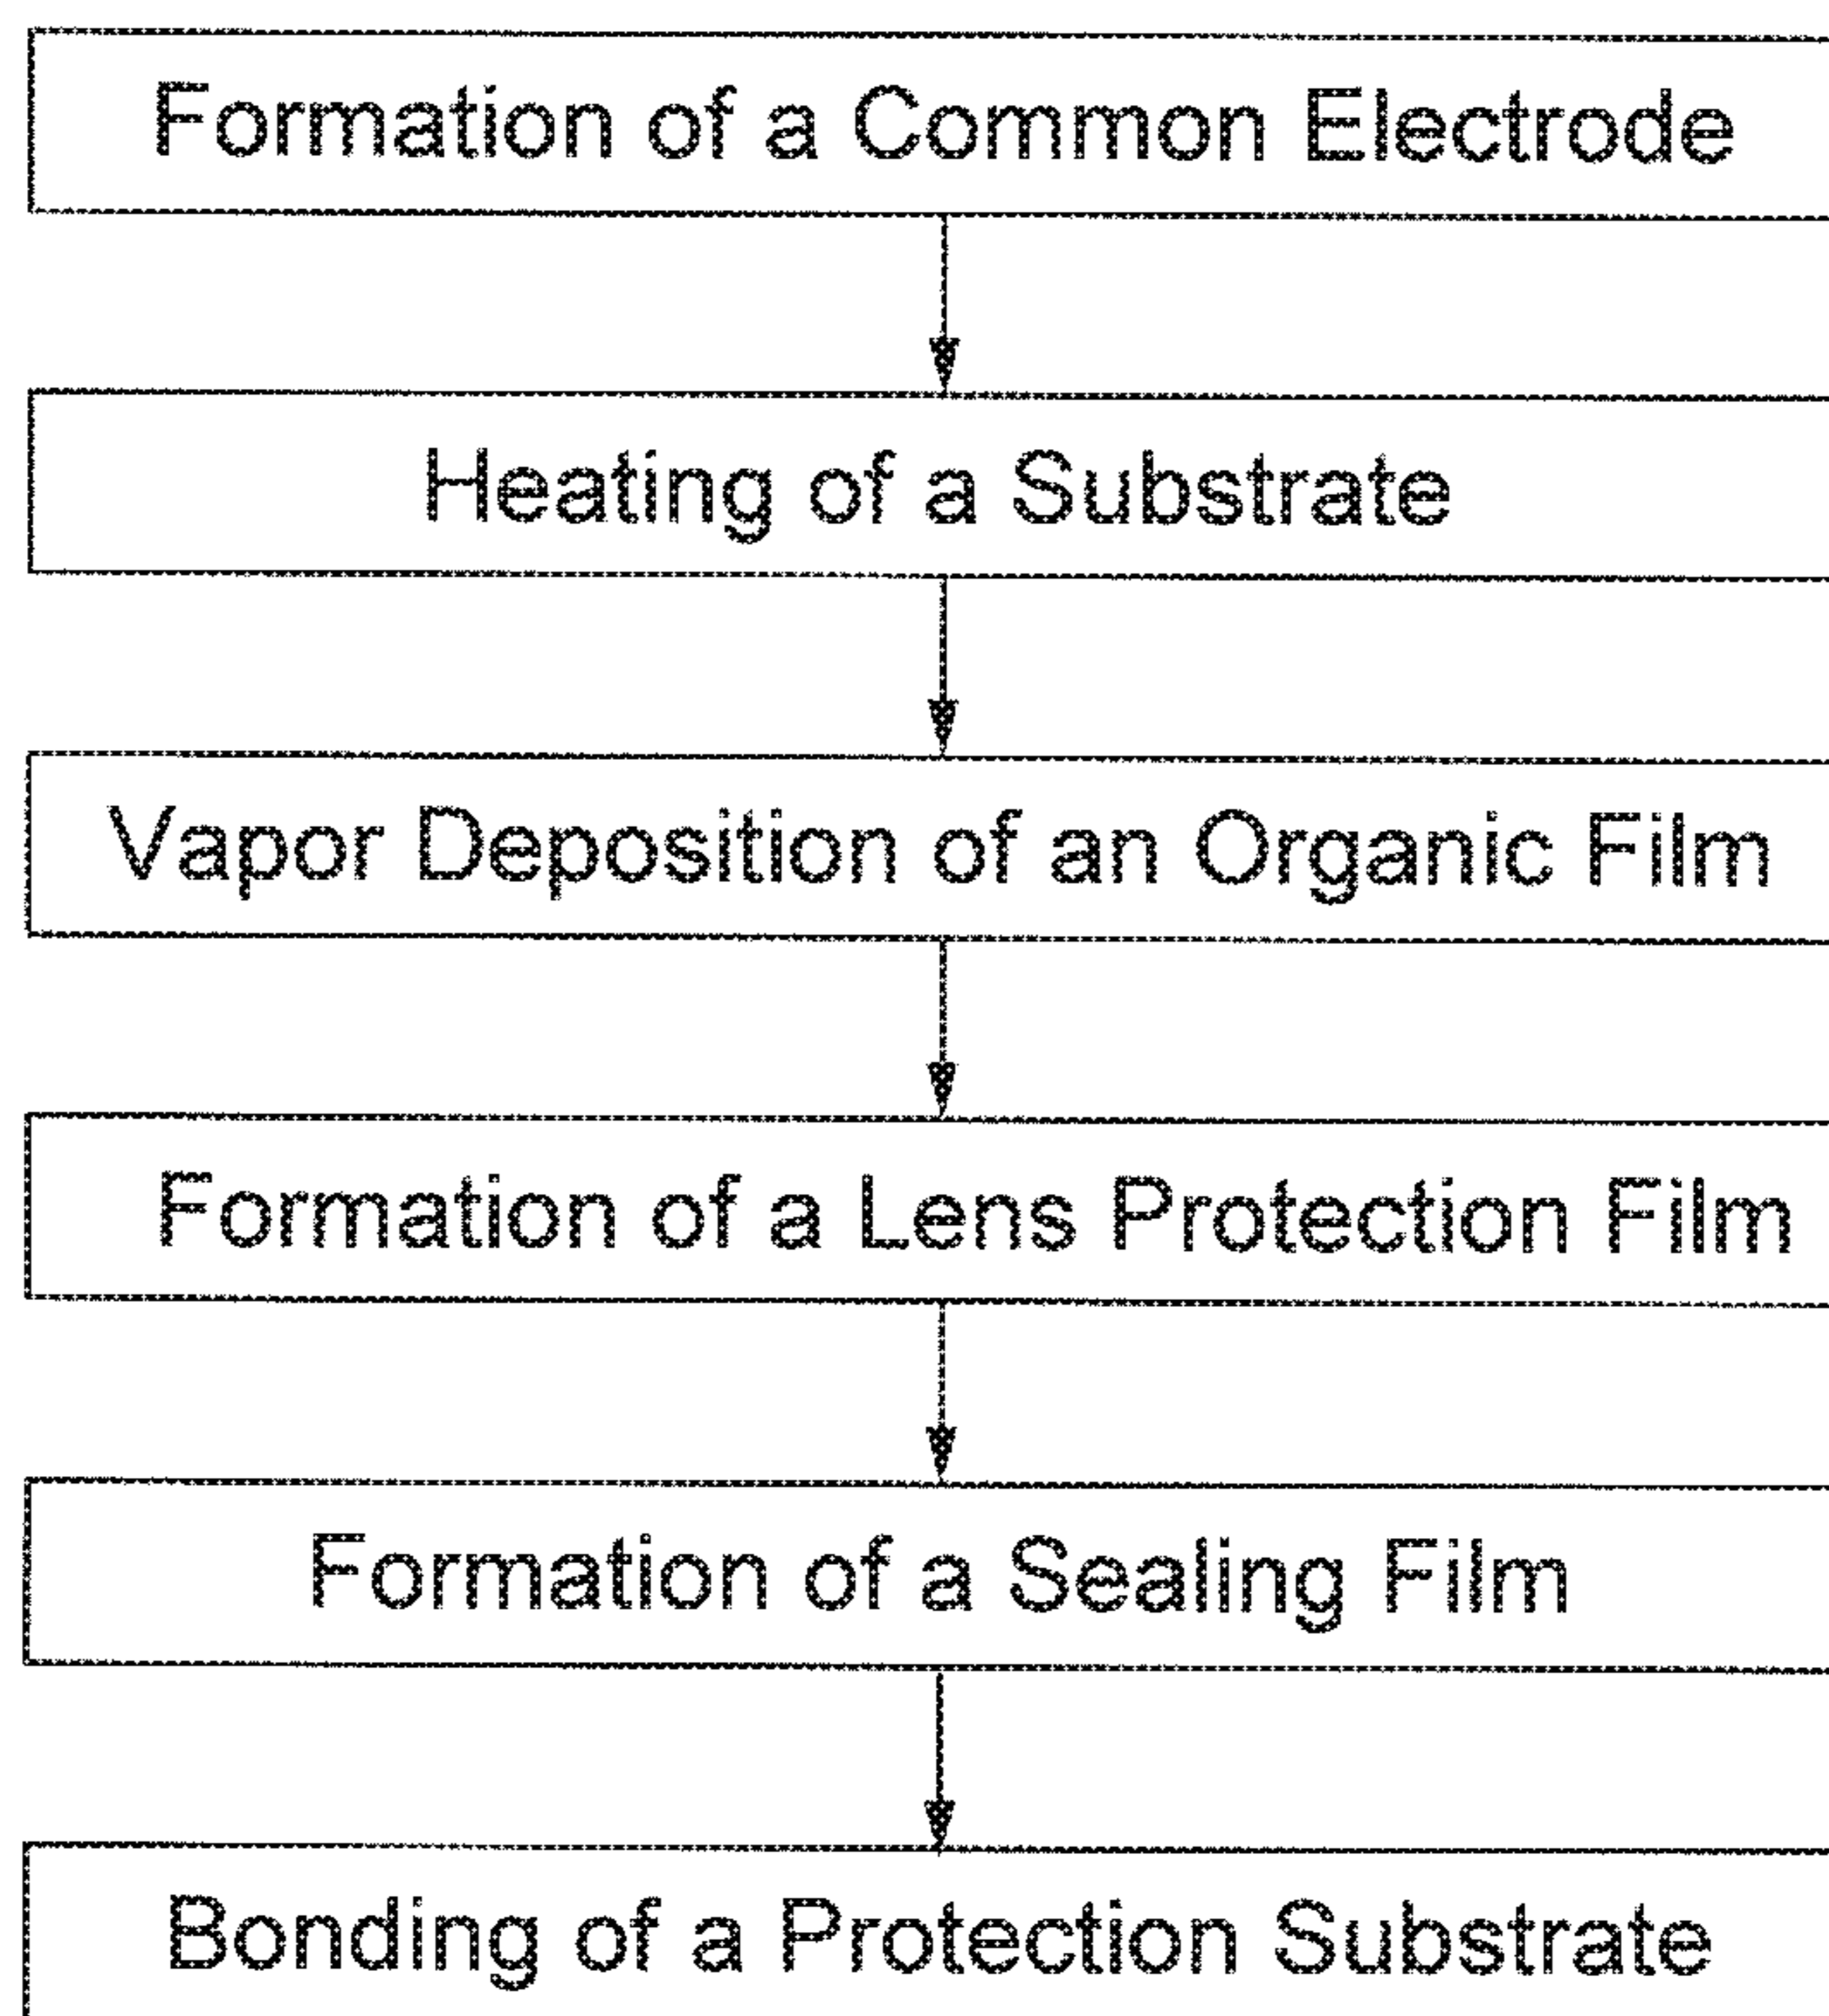 Formation of a Common Electrode
Heating of a Substrate
Vapor Deposition of an Organic Film
Formation of a Lens Protection Film
Formation of a Sealing Film
Bonding of a Protection Substrate